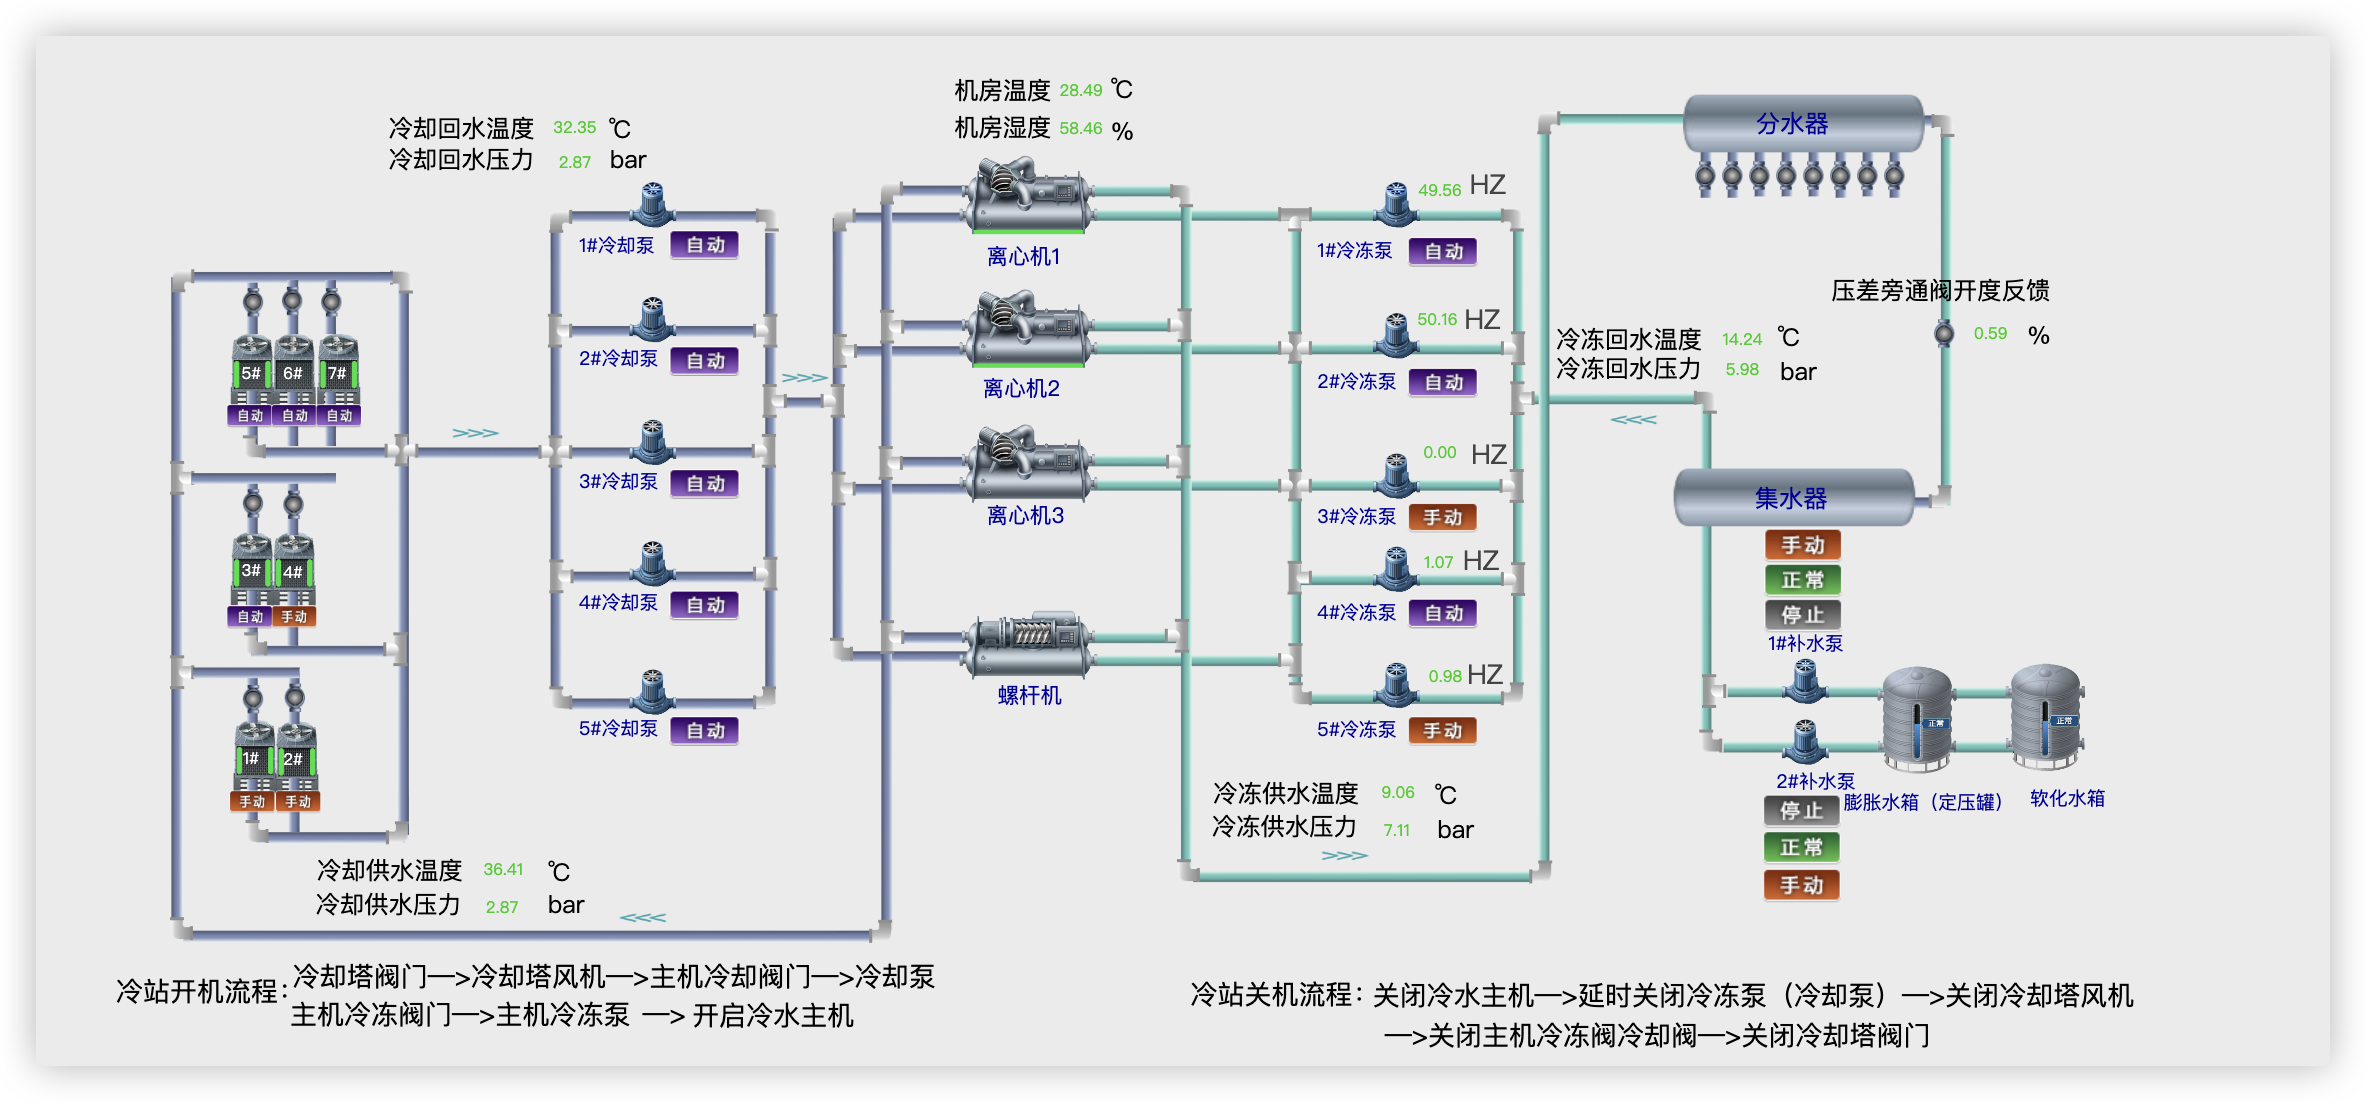 机房温度 28.49 ℃
机房湿度 58.46 %
冷却回水温度 32.35 ℃
冷却回水压力 2.87 bar
1#冷却泵 自动
2#冷却泵 自动
3#冷却泵 自动
4#冷却泵 自动
5#冷却泵 自动
5# 6# 7#
自动 自动 自动
3# 4#
自动 手动
1# 2#
手动 手动
>>>>
>>>>
离心机1
离心机2
离心机3
螺杆机
49.56 HZ
1#冷冻泵 自动
50.16 HZ
2#冷冻泵 自动
0.00 HZ
3#冷冻泵 手动
1.07 HZ
4#冷冻泵 自动
0.98 HZ
5#冷冻泵 手动
分水器
压差旁通阀开度反馈
0.59 %
冷冻回水温度 14.24 ℃
冷冻回水压力 5.98 bar
<<<<
集水器
手动
正常
停止
1#补水泵
正常 正常
2#补水泵
膨胀水箱（定压罐） 软化水箱
停止
正常
手动
冷冻供水温度 9.06 ℃
冷冻供水压力 7.11 bar
>>>>
冷却供水温度 36.41 ℃
冷却供水压力 2.87 bar
<<<<
冷站开机流程：冷却塔阀门—>冷却塔风机—>主机冷却阀门—>冷却泵
主机冷冻阀门—>主机冷冻泵 —> 开启冷水主机
冷站关机流程：关闭冷水主机—>延时关闭冷冻泵（冷却泵）—>关闭冷却塔风机
—>关闭主机冷冻阀冷却阀—>关闭冷却塔阀门